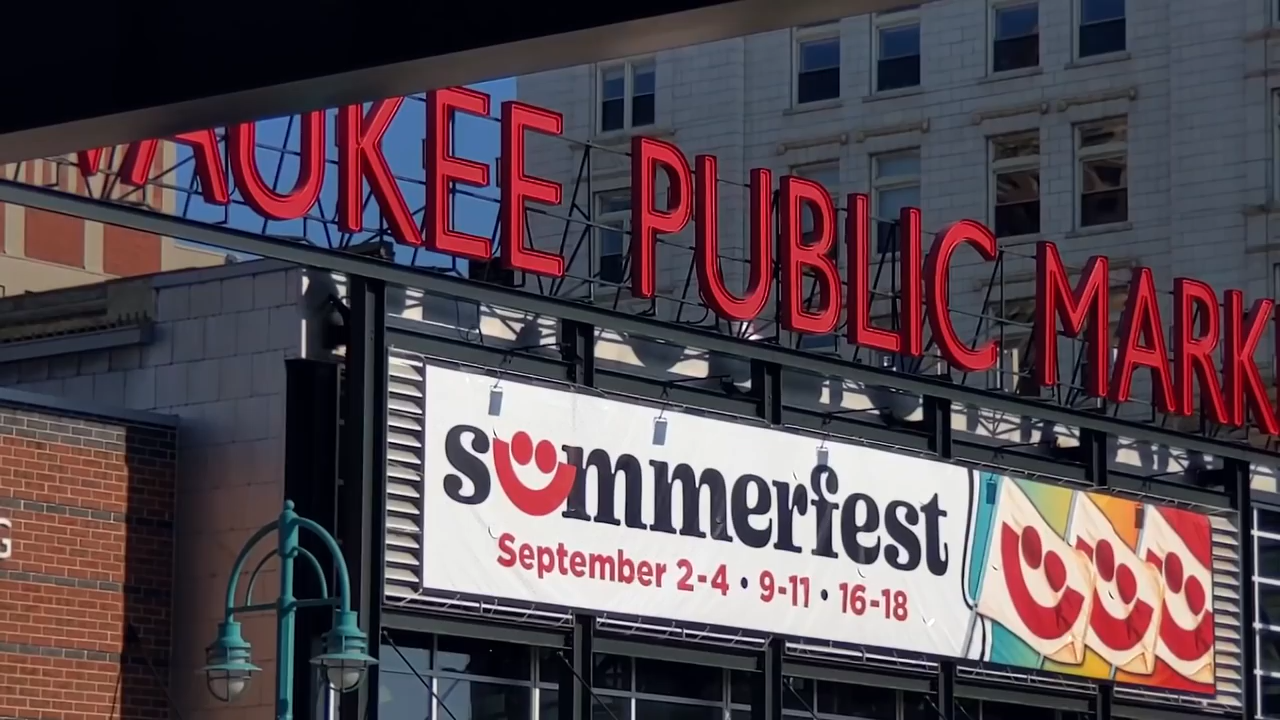 AUKEE PUBLIC MARK
summerfest
September 2-4 • 9-11 • 16-18
G